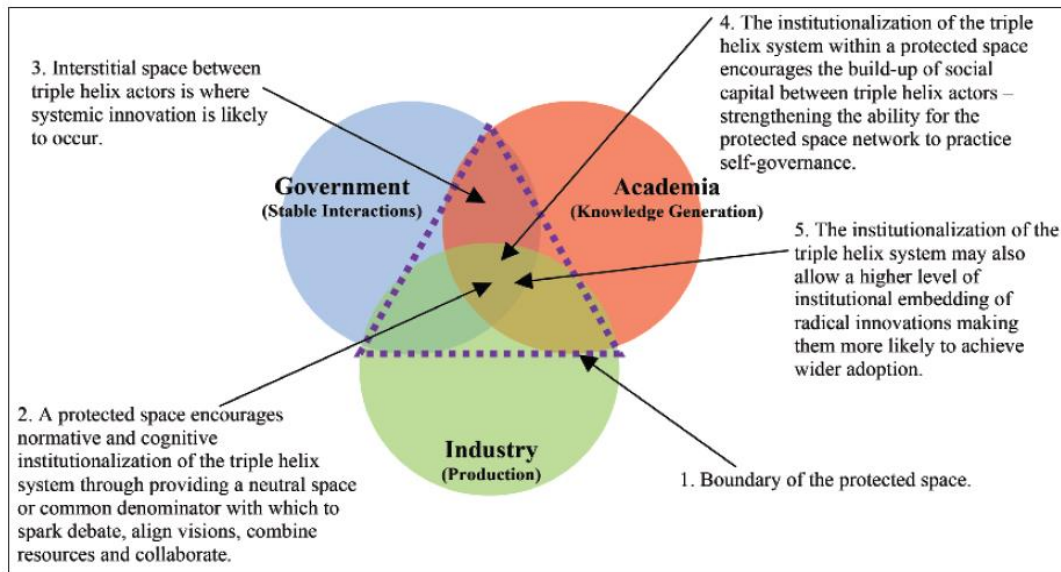 3. Interstitial space between
triple helix actors is where
systemic innovation is likely
to occur.
4. The institutionalization of the triple
helix system within a protected space
encourages the build-up of social
capital between triple helix actors –
strengthening the ability for the
protected space network to practice
self-governance.
Government
(Stable Interactions)
Academia
(Knowledge Generation)
5. The institutionalization of the
triple helix system may also
allow a higher level of
institutional embedding of
radical innovations making
them more likely to achieve
wider adoption.
2. A protected space encourages
normative and cognitive
institutionalization of the triple helix
system through providing a neutral space
or common denominator with which to
spark debate, align visions, combine
resources and collaborate.
Industry
(Production)
1. Boundary of the protected space.